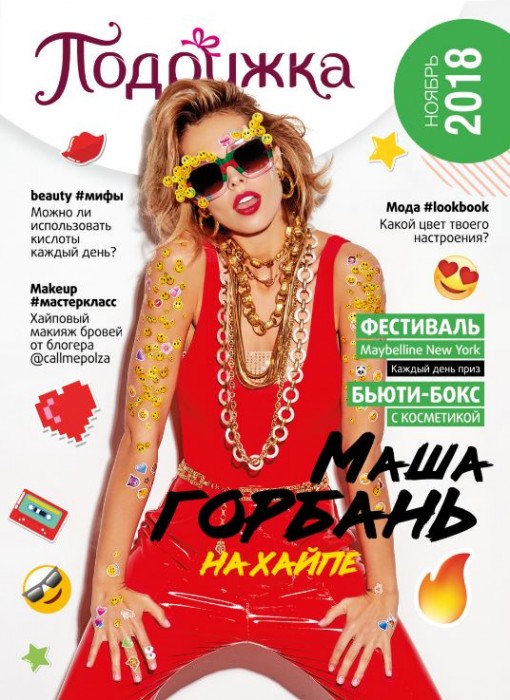 Подружка
НОЯБРЬ
2018
beauty #мифы
Можно ли
использовать
кислоты
каждый день?
Makeup
#мастеркласс
Хайповый
макияж бровей
от блогера
@callmepolza
Мода #lookbook
Какой цвет твоего
настроения?
ФЕСТИВАЛЬ
Maybelline New York
Каждый день приз
БЬЮТИ-БОКС
С КОСМЕТИКОЙ
МАША
ГОРБАНЬ
НА ХАЙПЕ